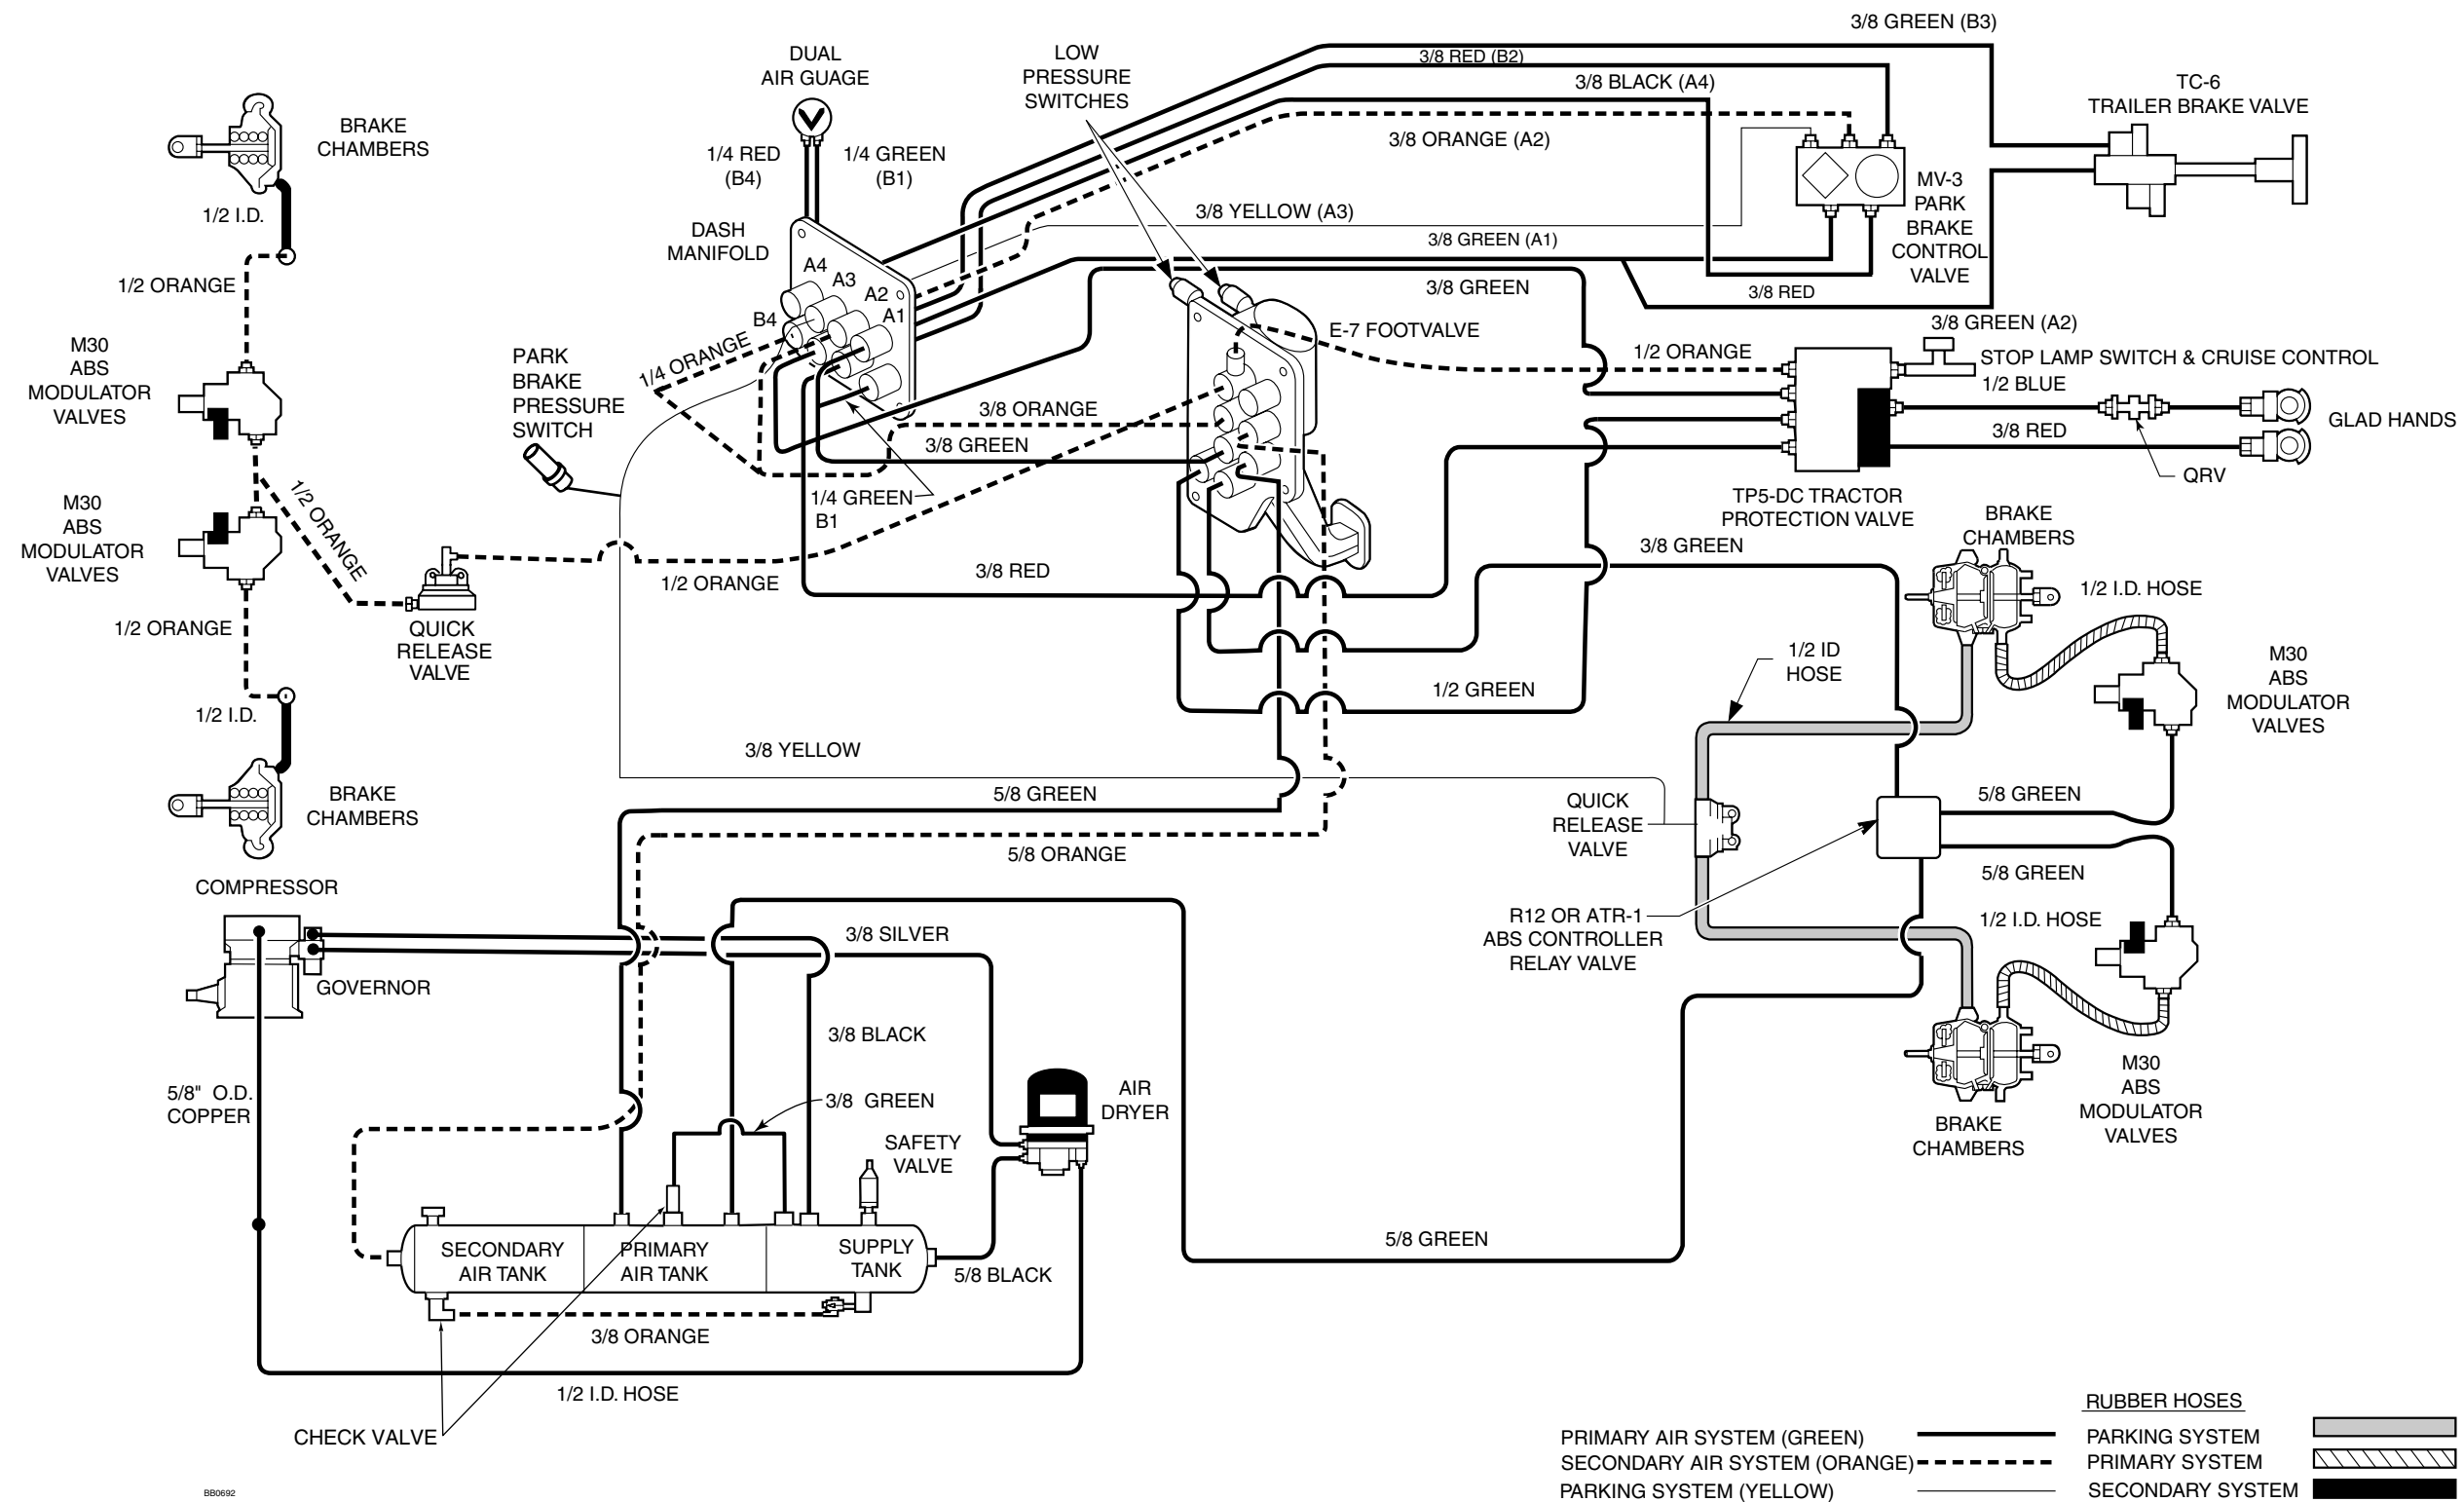 3/8 GREEN (B3)
DUAL
AIR GUAGE
LOW
PRESSURE
SWITCHES
3/8 RED (B2)
3/8 BLACK (A4)
TC-6
TRAILER BRAKE VALVE
BRAKE
CHAMBERS
1/4 RED
(B4)
1/4 GREEN
(B1)
3/8 ORANGE (A2)
MV-3
PARK
BRAKE
CONTROL
VALVE
1/2 I.D.
DASH
MANIFOLD
3/8 YELLOW (A3)
3/8 GREEN (A1)
A4
A3
A2
A1
B4
1/2 ORANGE
3/8 GREEN
3/8 RED
E-7 FOOTVALVE
3/8 GREEN (A2)
M30
ABS
MODULATOR
VALVES
PARK
BRAKE
PRESSURE
SWITCH
1/4 ORANGE
1/2 ORANGE
STOP LAMP SWITCH & CRUISE CONTROL
1/2 BLUE
3/8 ORANGE
GLAD HANDS
3/8 RED
3/8 GREEN
QRV
1/4 GREEN
B1
TP5-DC TRACTOR
PROTECTION VALVE
M30
ABS
MODULATOR
VALVES
1/2 ORANGE
BRAKE
CHAMBERS
3/8 GREEN
1/2 ORANGE
3/8 RED
1/2 I.D. HOSE
1/2 ORANGE
QUICK
RELEASE
VALVE
1/2 ID
HOSE
M30
ABS
MODULATOR
VALVES
1/2 GREEN
1/2 I.D.
3/8 YELLOW
BRAKE
CHAMBERS
5/8 GREEN
QUICK
RELEASE
VALVE
5/8 GREEN
5/8 ORANGE
5/8 GREEN
COMPRESSOR
3/8 SILVER
R12 OR ATR-1
ABS CONTROLLER
RELAY VALVE
1/2 I.D. HOSE
GOVERNOR
3/8 BLACK
5/8" O.D.
COPPER
3/8 GREEN
AIR
DRYER
M30
ABS
MODULATOR
VALVES
BRAKE
CHAMBERS
SAFETY
VALVE
SECONDARY
AIR TANK
PRIMARY
AIR TANK
SUPPLY
TANK
5/8 BLACK
5/8 GREEN
3/8 ORANGE
1/2 I.D. HOSE
CHECK VALVE
RUBBER HOSES
PRIMARY AIR SYSTEM (GREEN)
PARKING SYSTEM
SECONDARY AIR SYSTEM (ORANGE)
PRIMARY SYSTEM
PARKING SYSTEM (YELLOW)
SECONDARY SYSTEM
BB0692